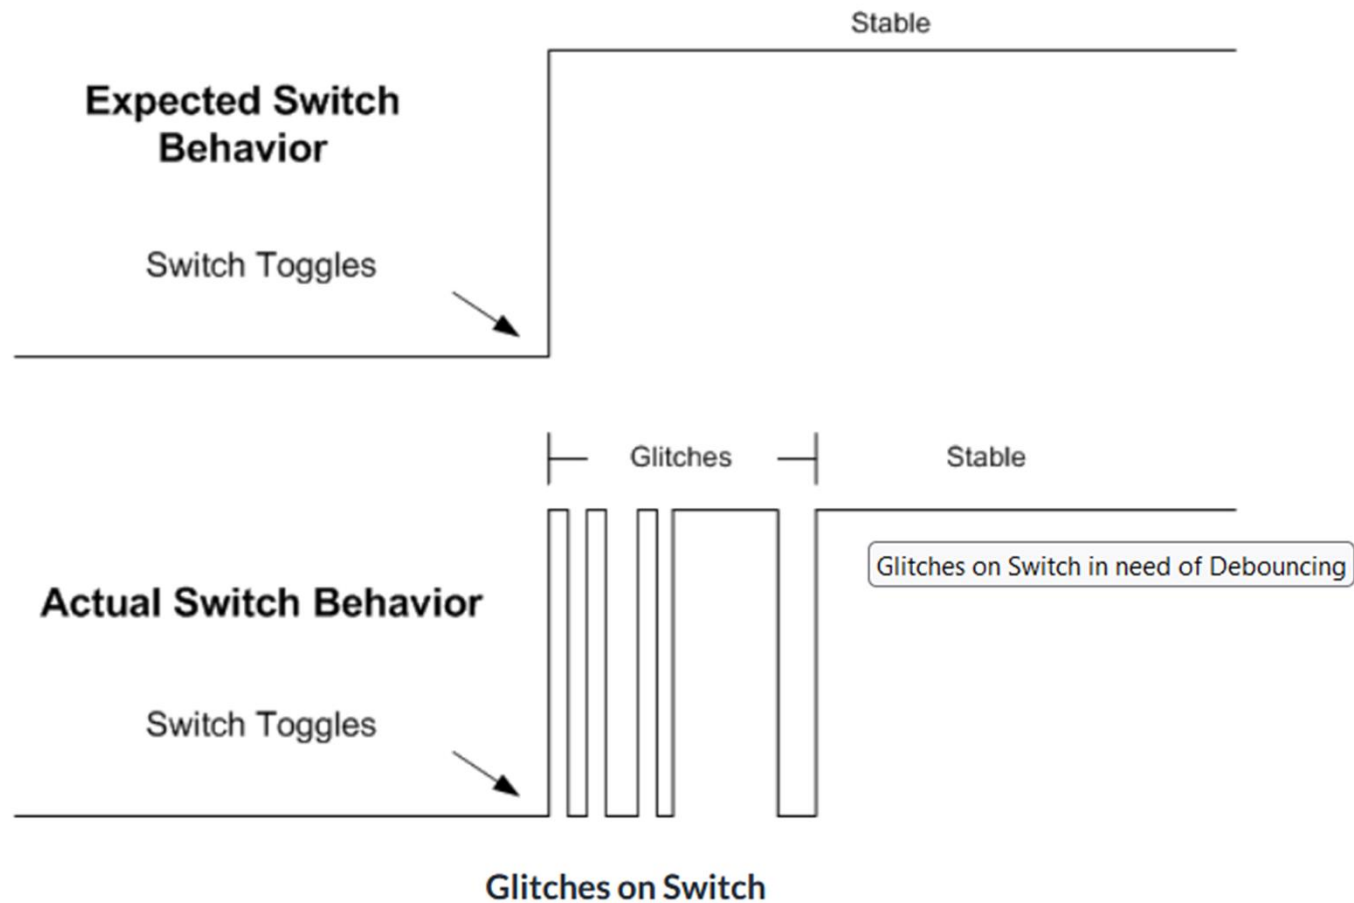 Stable
Expected Switch
Behavior
Switch Toggles
Glitches
Stable
Glitches on Switch in need of Debouncing
Actual Switch Behavior
Switch Toggles
Glitches on Switch